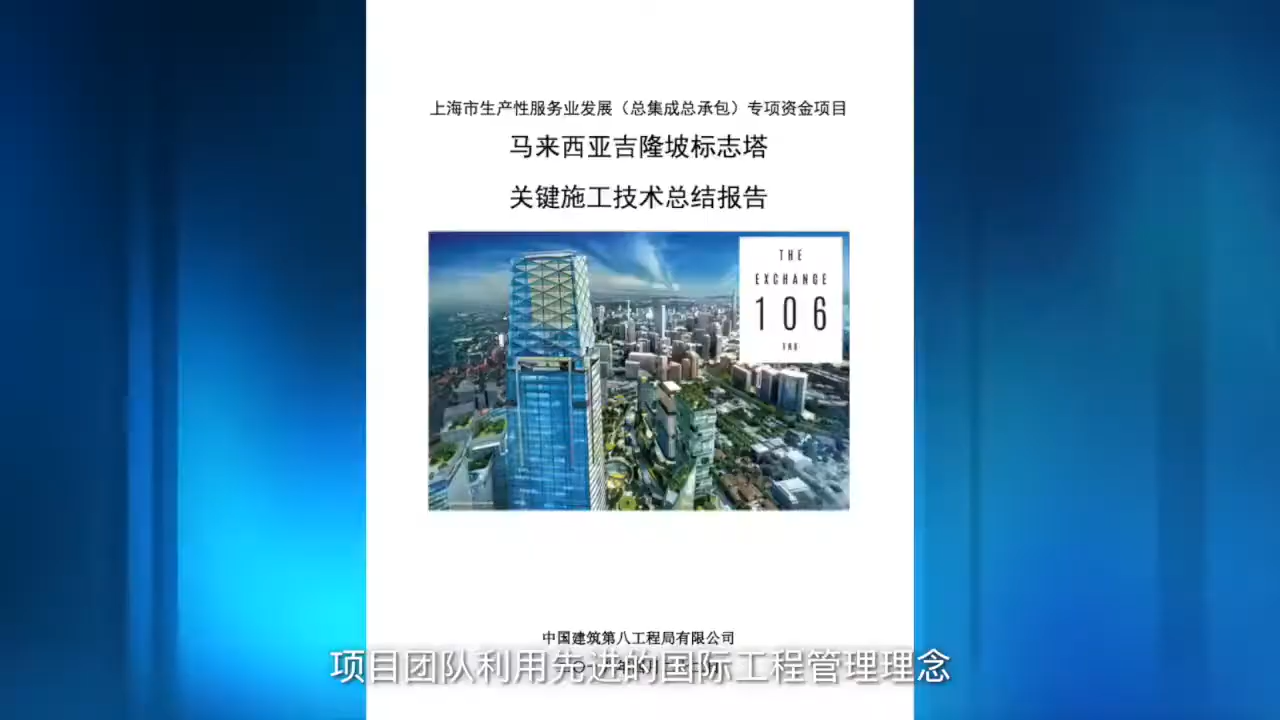 上海市生产性服务业发展（总集成总承包）专项资金项目
马来西亚吉隆坡标志塔
关键施工技术总结报告
THE
EXCHANGE
106
TRX
中国建筑第八工程局有限公司
项目团队利用先进的国际工程管理理念